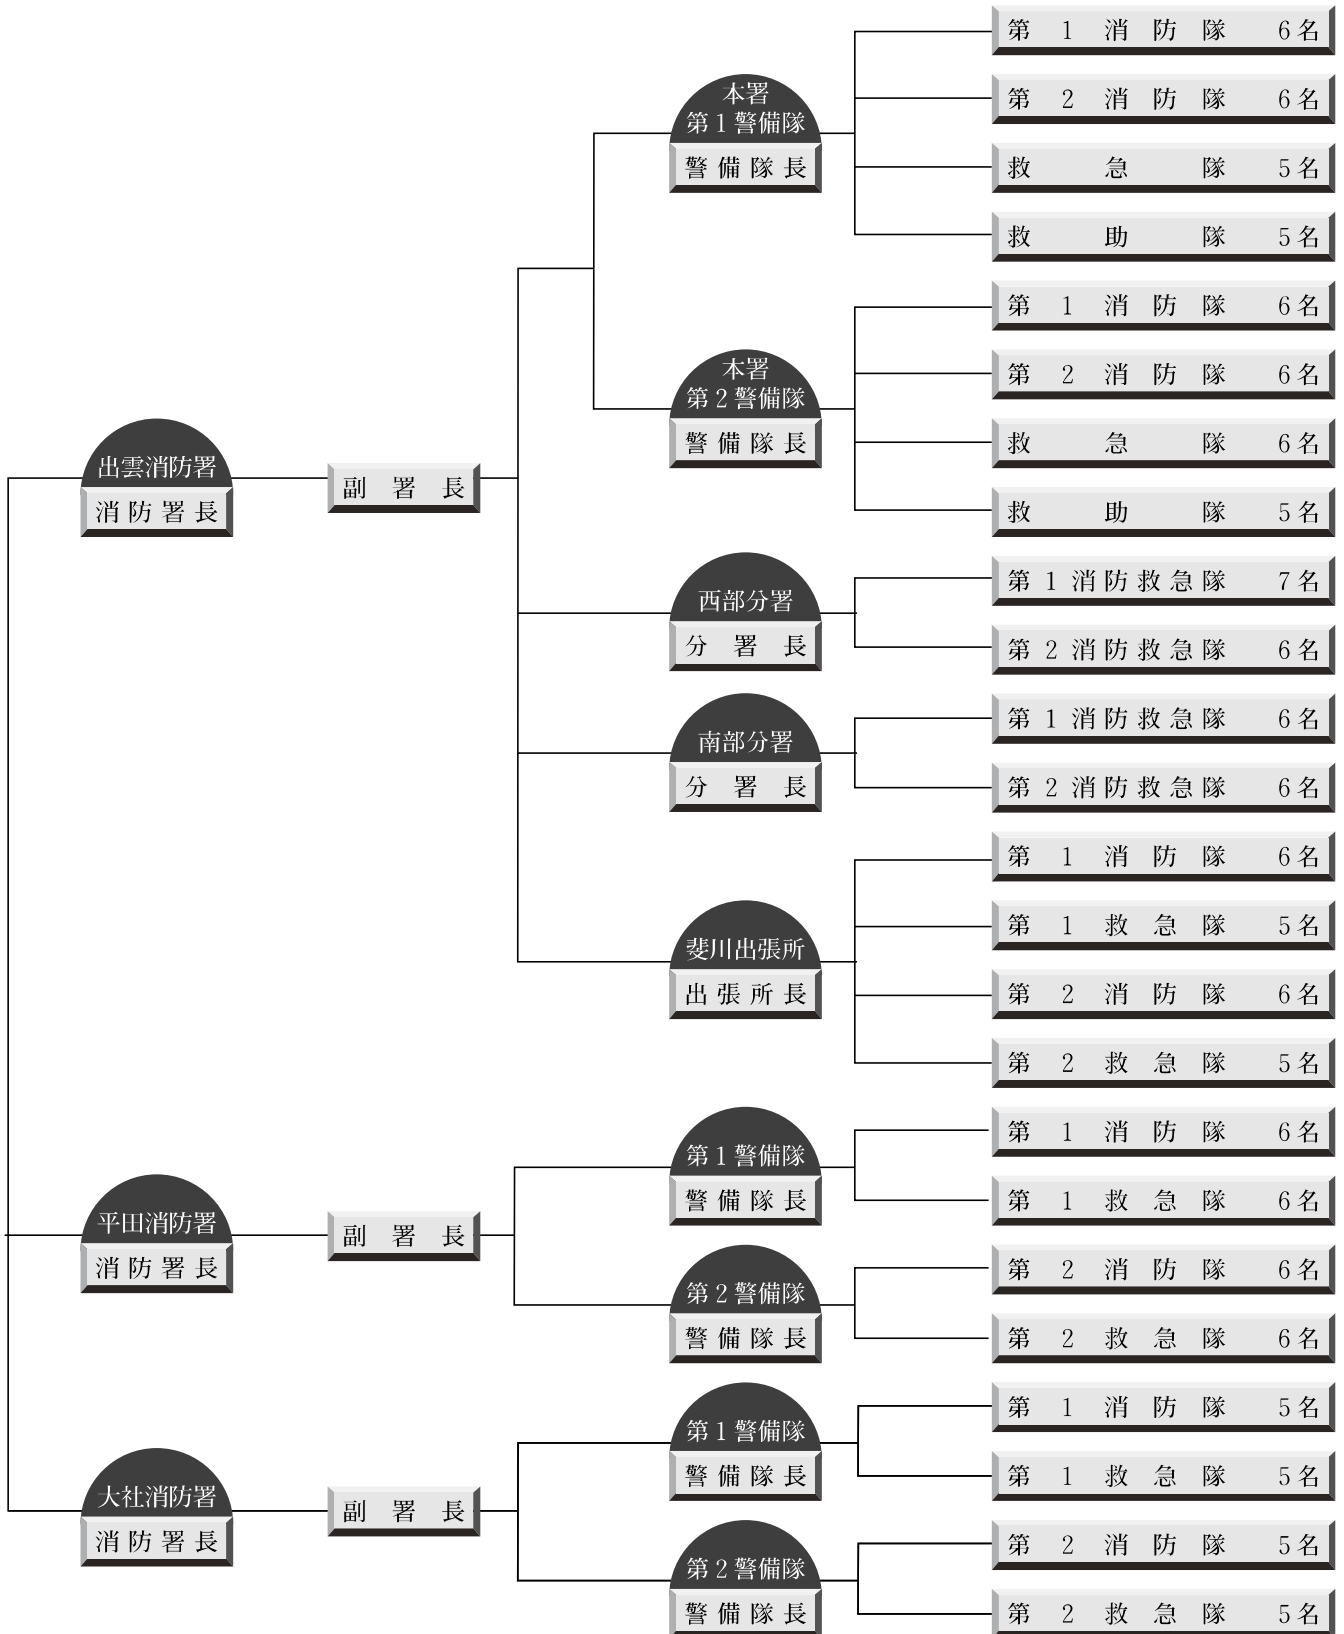 出雲消防署
消防署長
副署長
本署
第1警備隊
警備隊長
第1消防隊 6名
第2消防隊 6名
救急隊 5名
救助隊 5名
本署
第2警備隊
警備隊長
第1消防隊 6名
第2消防隊 6名
救急隊 6名
救助隊 5名
西部分署
分署長
第1消防救急隊 7名
第2消防救急隊 6名
南部分署
分署長
第1消防救急隊 6名
第2消防救急隊 6名
斐川出張所
出張所長
第1消防隊 6名
第1救急隊 5名
第2消防隊 6名
第2救急隊 5名
平田消防署
消防署長
副署長
第1警備隊
警備隊長
第1消防隊 6名
第1救急隊 6名
第2警備隊
警備隊長
第2消防隊 6名
第2救急隊 6名
大社消防署
消防署長
副署長
第1警備隊
警備隊長
第1消防隊 5名
第1救急隊 5名
第2警備隊
警備隊長
第2消防隊 5名
第2救急隊 5名